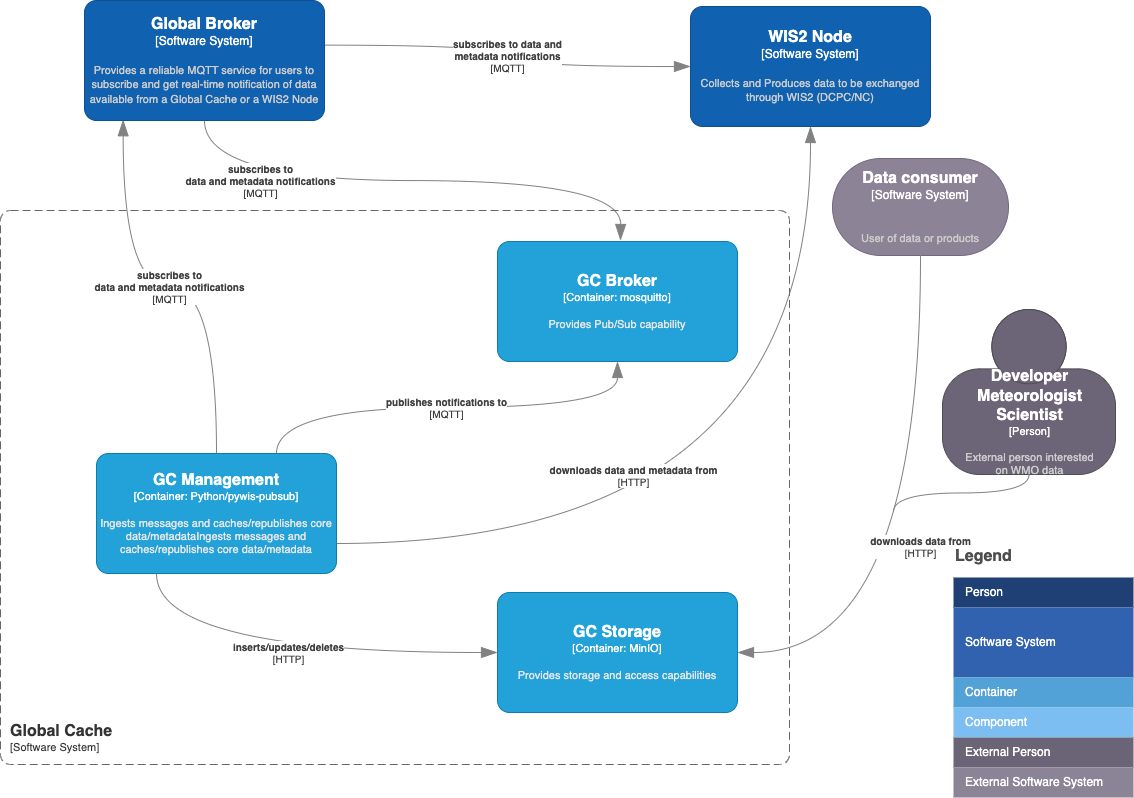 Global Broker
[Software System]
Provides a reliable MQTT service for users to
subscribe and get real-time notification of data
available from a Global Cache or a WIS2 Node
subscribes to data and
metadata notifications
[MQTT]
WIS2 Node
[Software System]
Collects and Produces data to be exchanged
through WIS2 (DCPC/NC)
subscribes to
data and metadata notifications
[MQTT]
Data consumer
[Software System]
User of data or products
subscribes to
data and metadata notifications
[MQTT]
GC Broker
[Container: mosquitto]
Provides Pub/Sub capability
Developer
Meteorologist
Scientist
[Person]
External person interested
on WMO data
publishes notifications to
[MQTT]
GC Management
[Container: Python/pywis-pubsub]
Ingests messages and caches/republishes core
data/metadataIngests messages and
caches/republishes core data/metadata
downloads data and metadata from
[HTTP]
downloads data from
[HTTP]
GC Storage
[Container: MinIO]
Provides storage and access capabilities
inserts/updates/deletes
[HTTP]
Global Cache
[Software System]
Legend
Person
Software System
Container
Component
External Person
External Software System